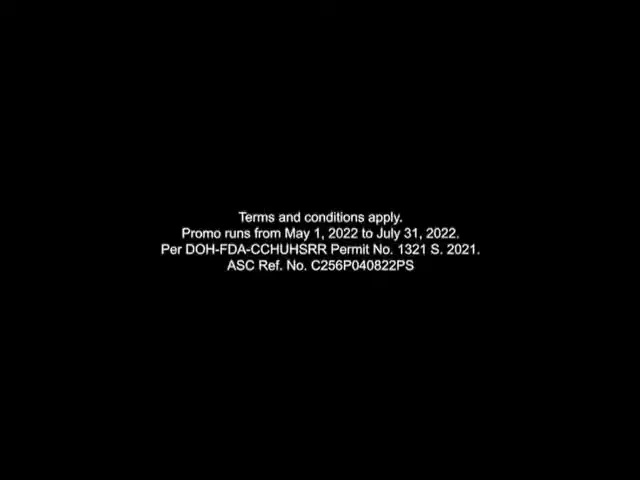 Terms and conditions apply.
Promo runs from May 1, 2022 to July 31, 2022.
Per DOH-FDA-CCHUHSRR Permit No. 1321 S. 2021.
ASC Ref. No. C256P040822PS